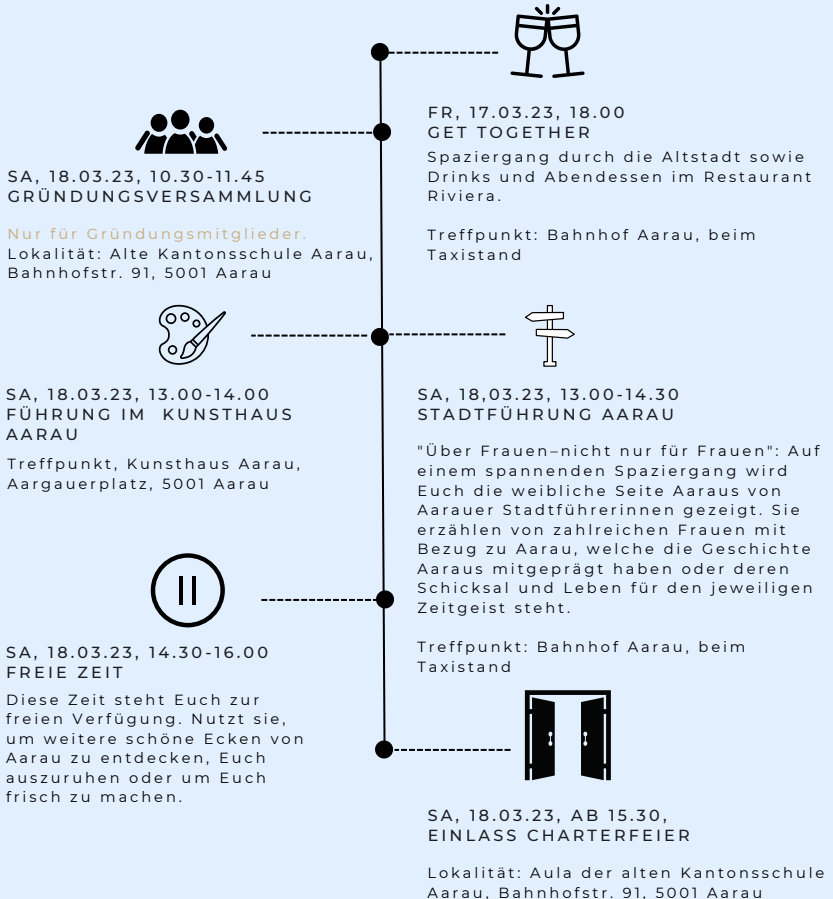 FR, 17.03.23, 18.00
GET TOGETHER
Spaziergang durch die Altstadt sowie
Drinks und Abendessen im Restaurant
Riviera.
Treffpunkt: Bahnhof Aarau, beim
Taxistand
SA, 18.03.23, 10.30-11.45
GRÜNDUNGSVERSAMMLUNG
Nur für Gründungsmitglieder.
Lokalität: Alte Kantonsschule Aarau,
Bahnhofstr. 91, 5001 Aarau
SA, 18.03.23, 13.00-14.00
FÜHRUNG IM KUNSTHAUS
AARAU
Treffpunkt, Kunsthaus Aarau,
Aargauerplatz, 5001 Aarau
SA, 18,03.23, 13.00-14.30
STADTFÜHRUNG AARAU
"Über Frauen–nicht nur für Frauen": Auf
einem spannenden Spaziergang wird
Euch die weibliche Seite Aaraus von
Aarauer Stadtführerinnen gezeigt. Sie
erzählen von zahlreichen Frauen mit
Bezug zu Aarau, welche die Geschichte
Aaraus mitgeprägt haben oder deren
Schicksal und Leben für den jeweiligen
Zeitgeist steht.
Treffpunkt: Bahnhof Aarau, beim
Taxistand
SA, 18.03.23, 14.30-16.00
FREIE ZEIT
Diese Zeit steht Euch zur
freien Verfügung. Nutzt sie,
um weitere schöne Ecken von
Aarau zu entdecken, Euch
auszuruhen oder um Euch
frisch zu machen.
SA, 18.03.23, AB 15.30,
EINLASS CHARTERFEIER
Lokalität: Aula der alten Kantonsschule
Aarau, Bahnhofstr. 91, 5001 Aarau